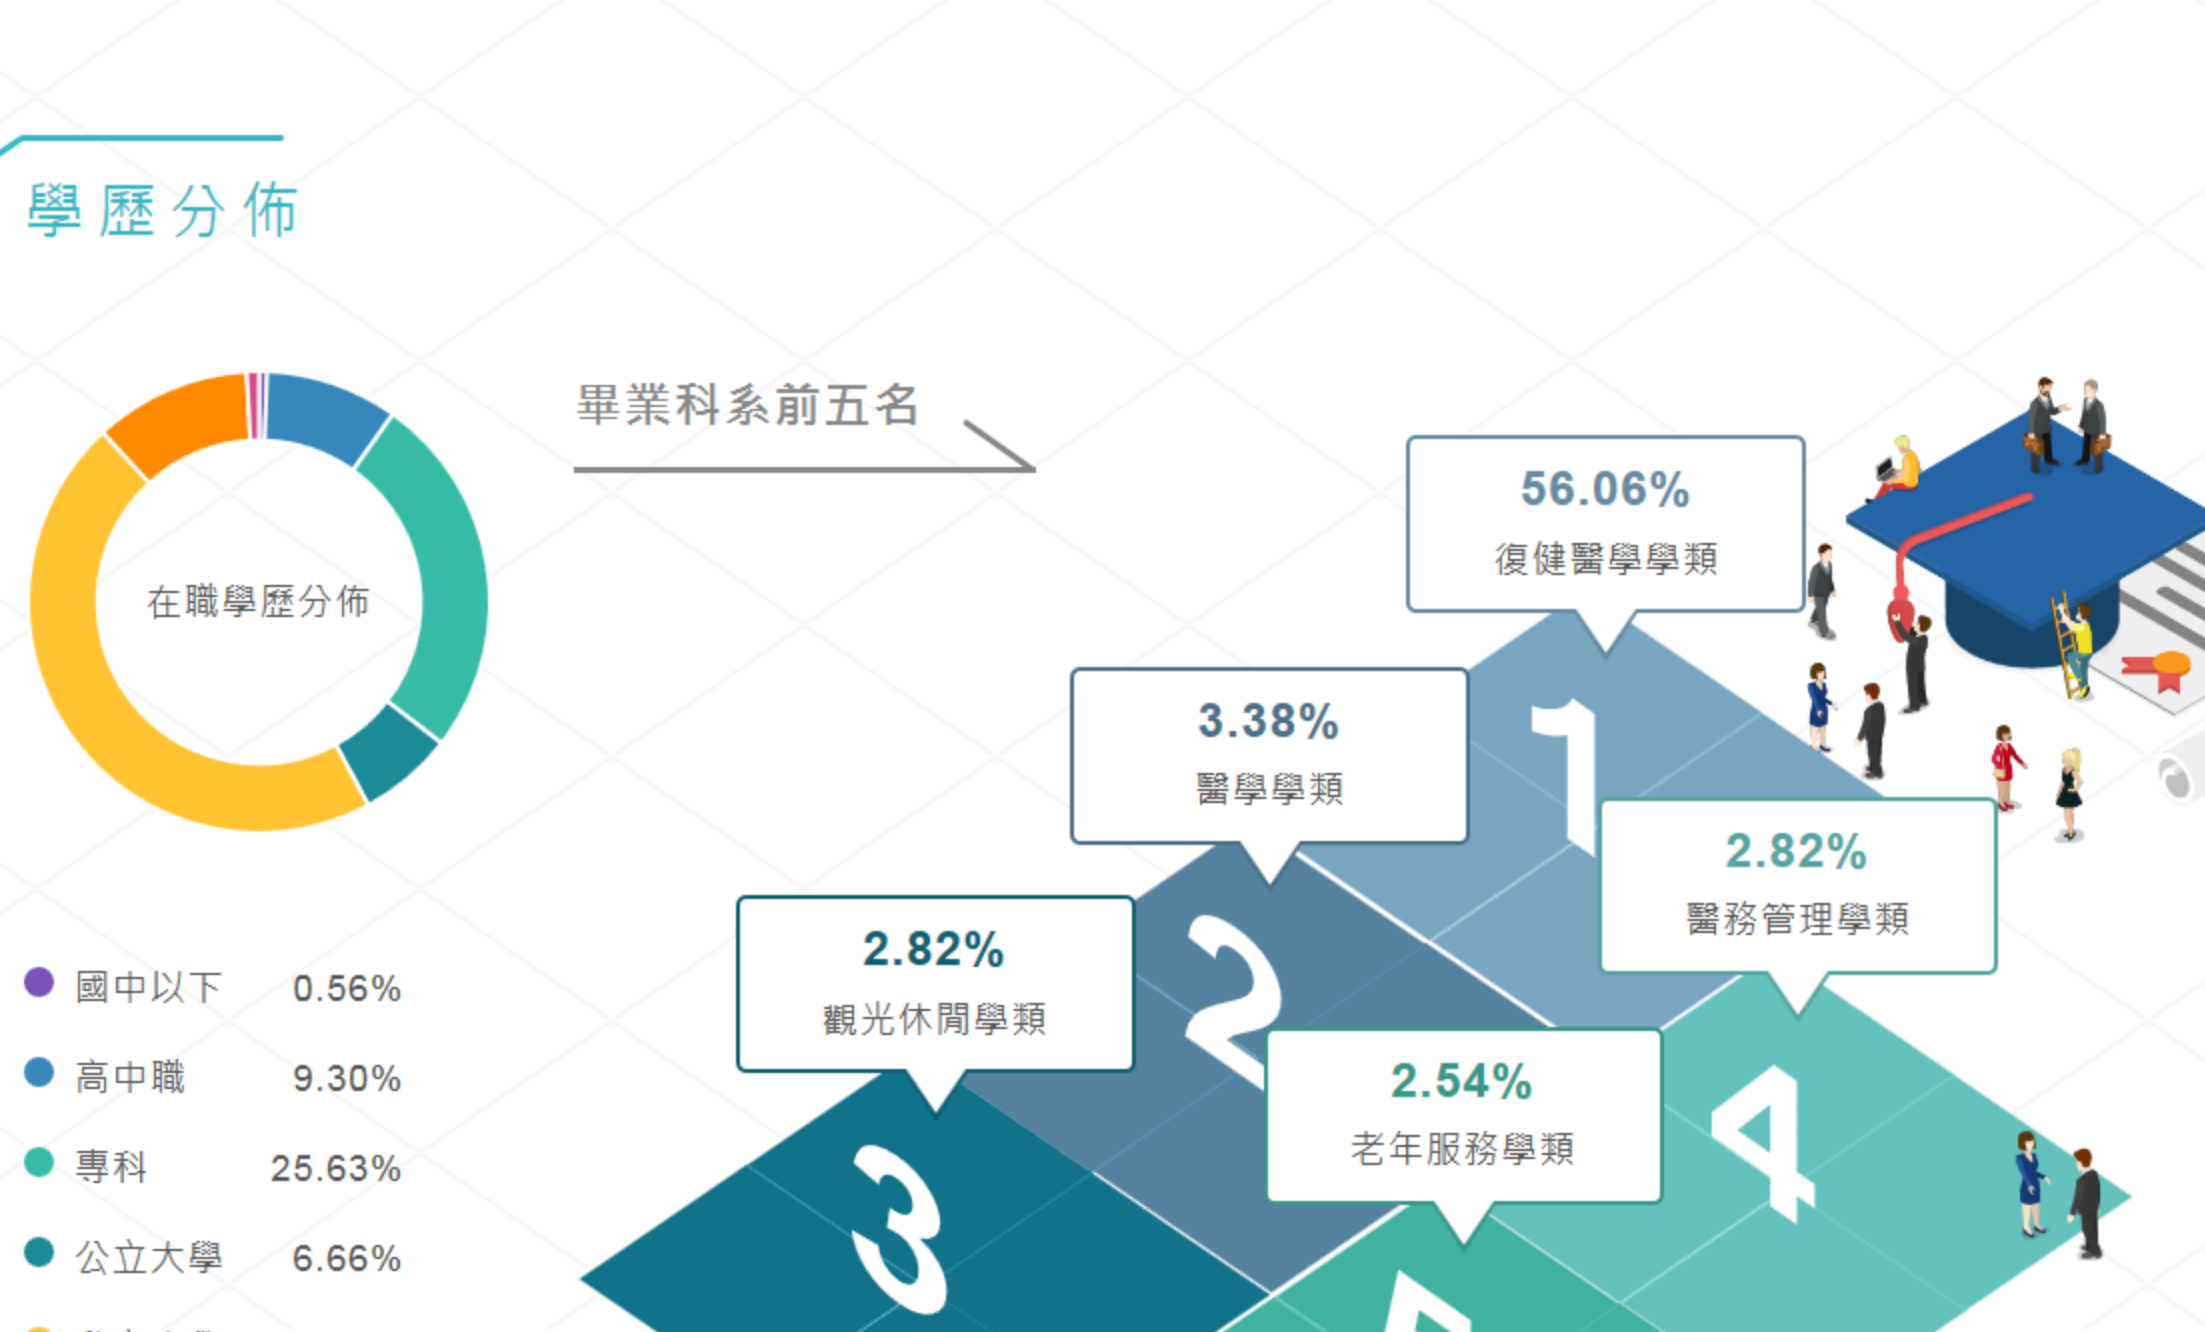 學歷分佈
在職學歷分佈
國中以下 0.56%
高中職 9.30%
專科 25.63%
公立大學 6.66%
畢業科系前五名
56.06%
復健醫學學類
1
3.38%
醫學學類
2
2.82%
觀光休閒學類
3
2.82%
醫務管理學類
4
2.54%
老年服務學類